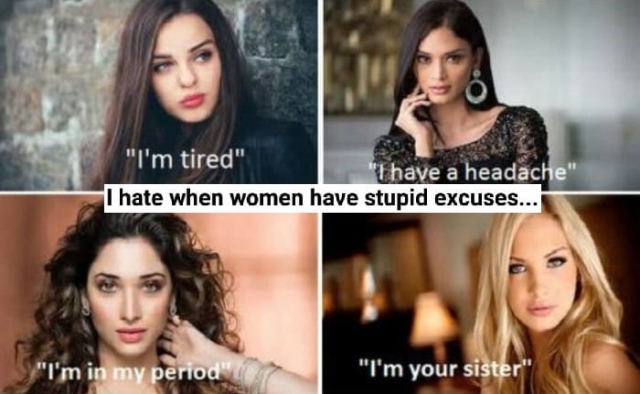 "I'm tired"
"I have a headache"
I hate when women have stupid excuses...
"I'm in my period"
"I'm your sister"